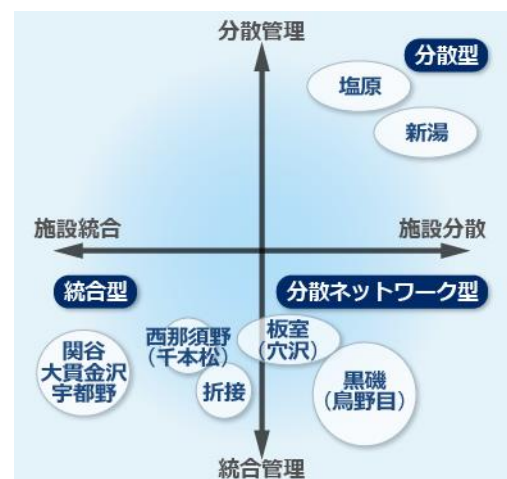 分散管理
分散型
塩原
新湯
施設統合
施設分散
統合型
分散ネットワーク型
関谷
大貫金沢
宇都野
西那須野
（千本松）
折接
板室
（穴沢）
黒磯
（鳥野目）
統合管理